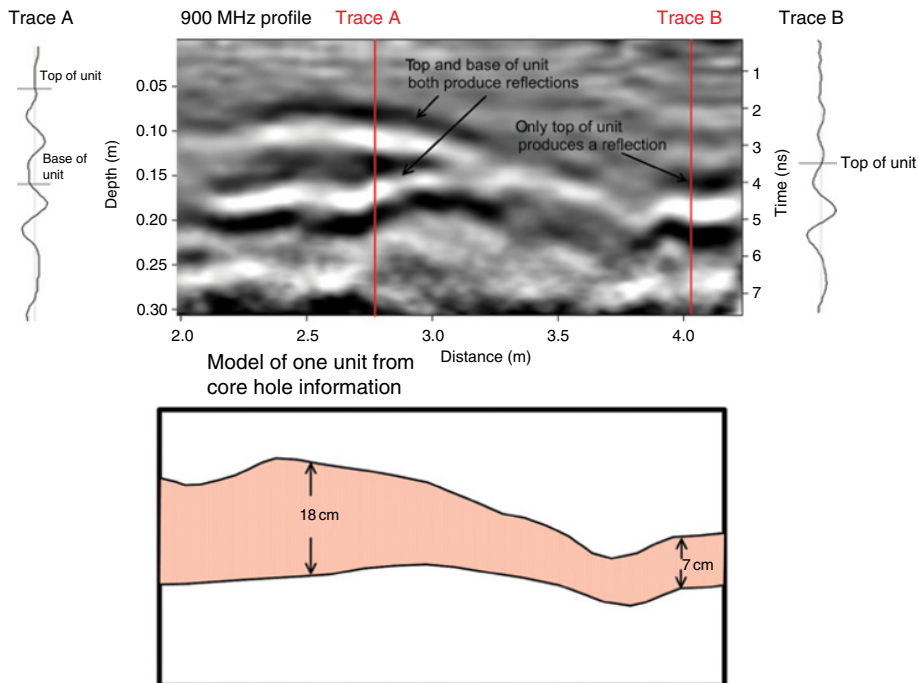 Trace A
900 MHz profile
Trace A
Trace B
Trace B
Top of unit
Base of
unit
Depth (m)
0.05
0.10
0.15
0.20
0.25
0.30
Top and base of unit
both produce reflections
Only top of unit
produces a reflection
1
2
3
4
5
6
7
Time (ns)
Top of unit
2.0
2.5
3.0
3.5
4.0
Distance (m)
Model of one unit from
core hole information
18 cm
7 cm